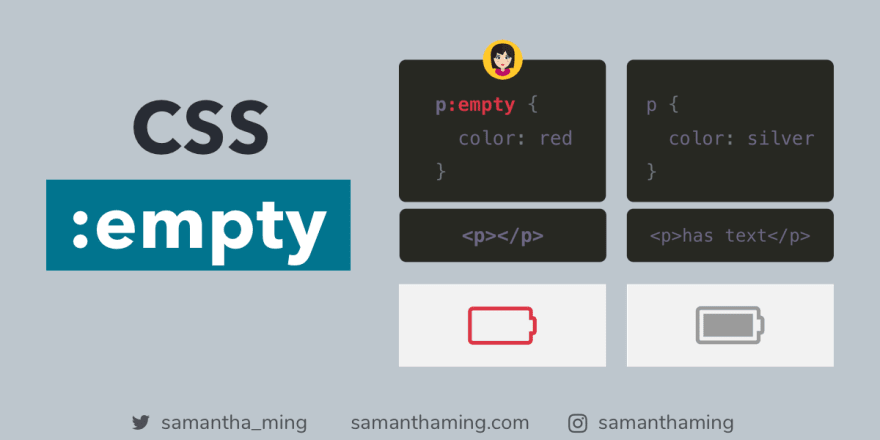 CSS
:empty
p:empty {
  color: red
}
<p></p>
p {
  color: silver
}
<p>has text</p>
samantha_ming
samanthaming.com
samanthaming